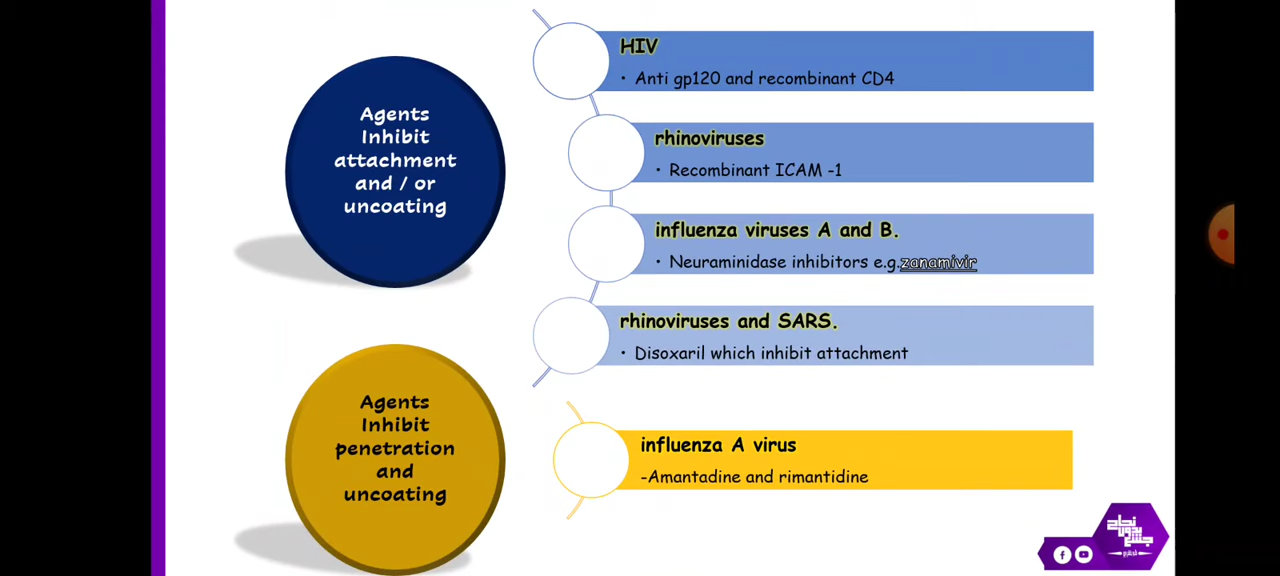 Agents
Inhibit
attachment
and / or
uncoating
HIV
• Anti gp120 and recombinant CD4
rhinoviruses
• Recombinant ICAM -1
influenza viruses A and B.
• Neuraminidase inhibitors e.g.zanamivir
rhinoviruses and SARS.
• Disoxaril which inhibit attachment
Agents
Inhibit
penetration
and
uncoating
influenza A virus
-Amantadine and rimantidine